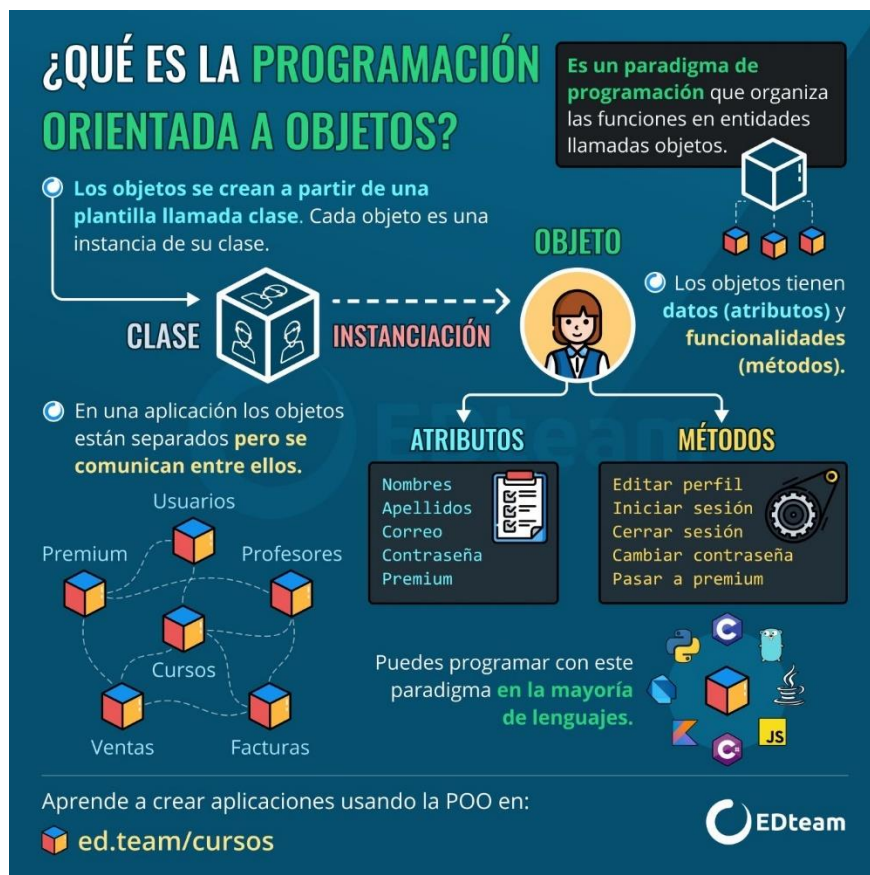 ¿QUÉ ES LA PROGRAMACIÓN
ORIENTADA A OBJETOS?
Es un paradigma de
programación que organiza
las funciones en entidades
llamadas objetos.
Los objetos se crean a partir de una
plantilla llamada clase. Cada objeto es una
instancia de su clase.
CLASE
INSTANCIACIÓN
OBJETO
Los objetos tienen
datos (atributos) y
funcionalidades
(métodos).
En una aplicación los objetos
están separados pero se
comunican entre ellos.
Usuarios
Premium
Profesores
Cursos
Ventas
Facturas
ATRIBUTOS
Nombres
Apellidos
Correo
Contraseña
Premium
MÉTODOS
Editar perfil
Iniciar sesión
Cerrar sesión
Cambiar contraseña
Pasar a premium
Puedes programar con este
paradigma en la mayoría
de lenguajes.
C
JS
C#
EDteam
Aprende a crear aplicaciones usando la POO en:
ed.team/cursos
EDteam